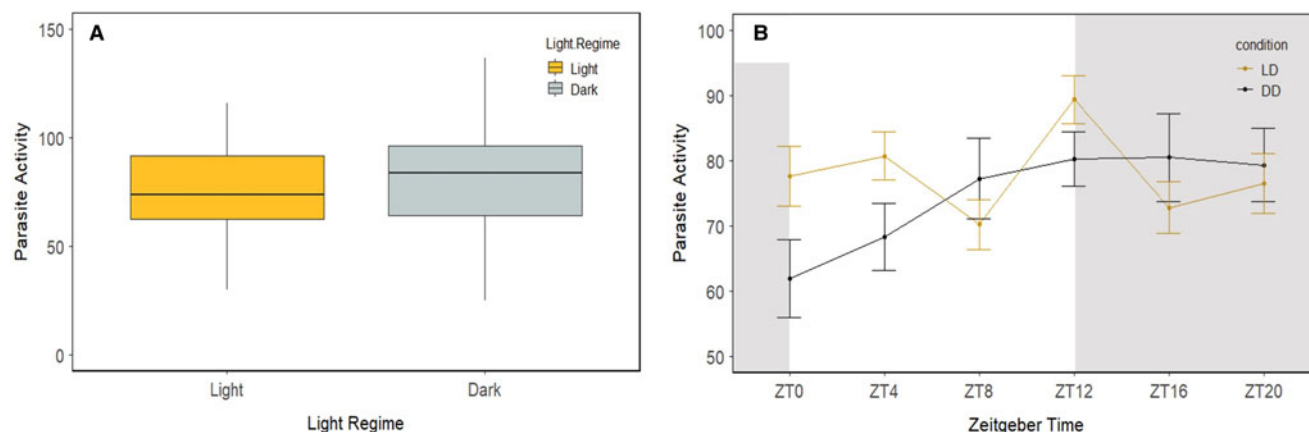 A
Light.Regime
Light
Dark
150
100
50
0
Parasite Activity
Light
Dark
Light Regime
B
condition
LD
DD
100
90
80
70
60
50
Parasite Activity
ZT0
ZT4
ZT8
ZT12
ZT16
ZT20
Zeitgeber Time